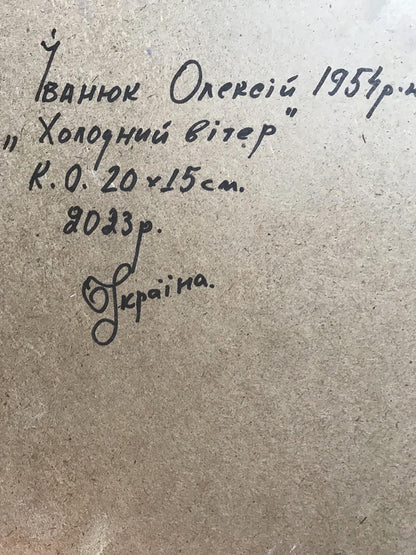 Іванюк Олексій 1954р.н
„Холодний вітер"
К.О. 20×15см.
2023р.
Україна.